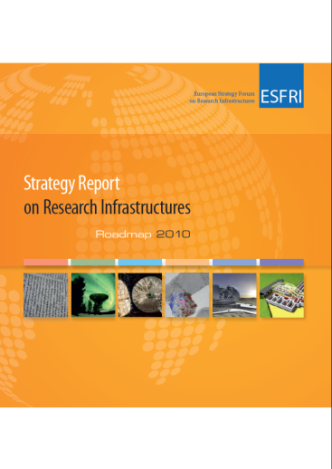 European Strategy Forum
on Research Infrastructures
ESFRI
Strategy Report
on Research Infrastructures
Roadmap 2010